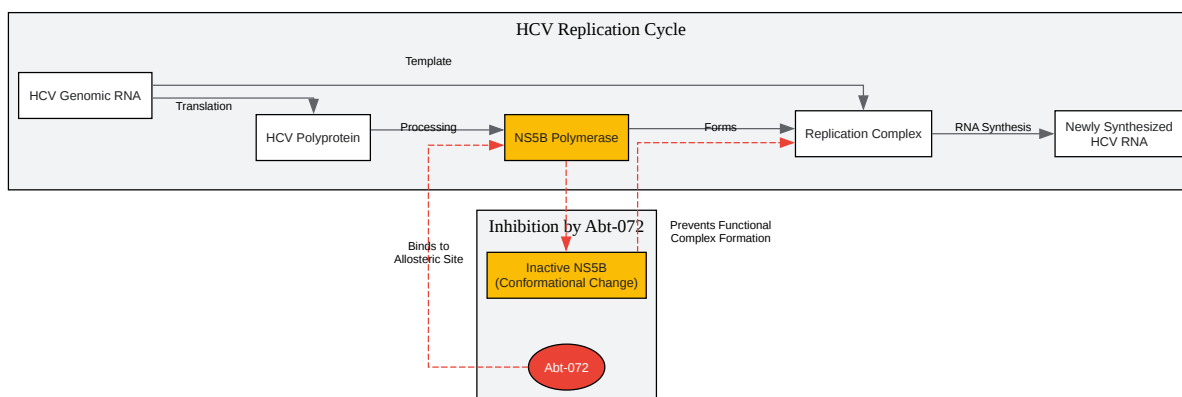 HCV Replication Cycle
Template
HCV Genomic RNA
Translation
HCV Polyprotein
Processing
NS5B Polymerase
Forms
Replication Complex
RNA Synthesis
Newly Synthesized
HCV RNA
Inhibition by Abt-072
Prevents Functional
Complex Formation
Binds to
Allosteric Site
Inactive NS5B
(Conformational Change)
Abt-072